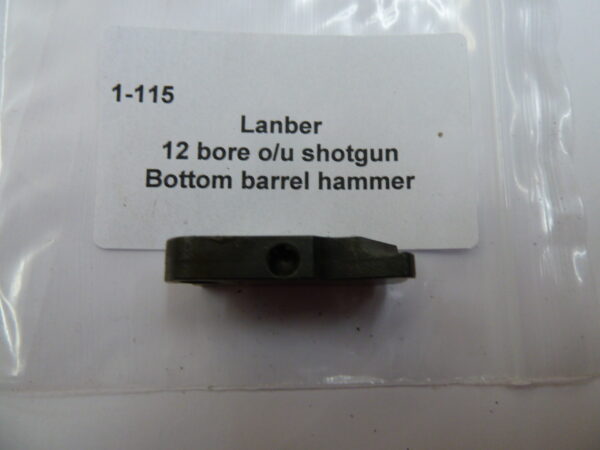 1-115
Lanber
12 bore o/u shotgun
Bottom barrel hammer